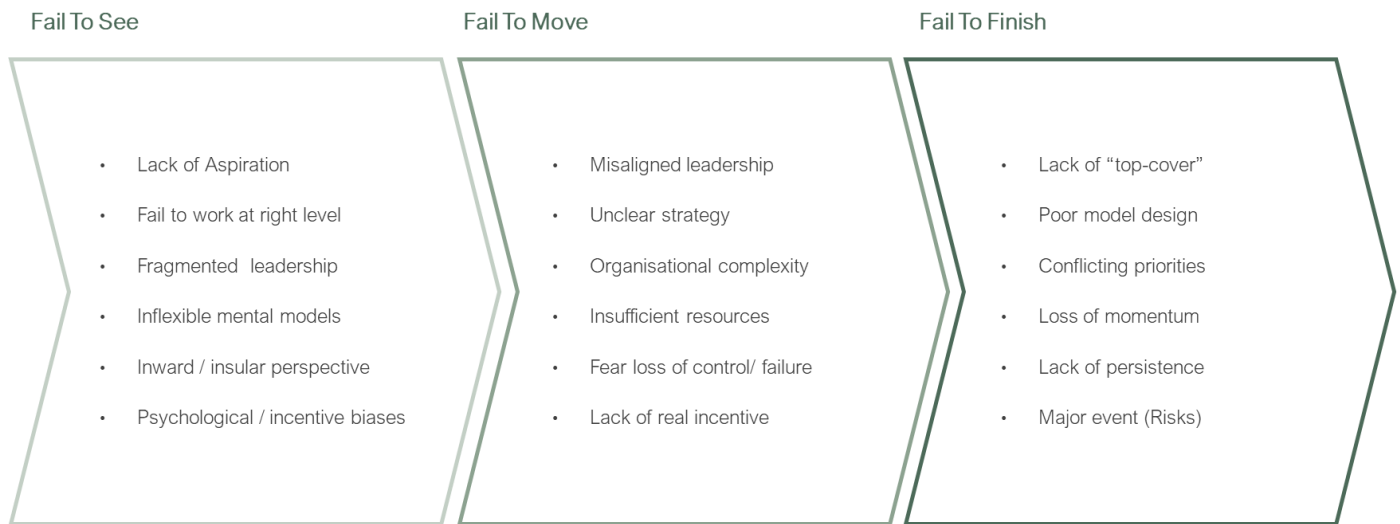 Fail To See
• Lack of Aspiration
• Fail to work at right level
• Fragmented  leadership
• Inflexible mental models
• Inward / insular perspective
• Psychological / incentive biases
Fail To Move
• Misaligned leadership
• Unclear strategy
• Organisational complexity
• Insufficient resources
• Fear loss of control/ failure
• Lack of real incentive
Fail To Finish
• Lack of “top-cover”
• Poor model design
• Conflicting priorities
• Loss of momentum
• Lack of persistence
• Major event (Risks)